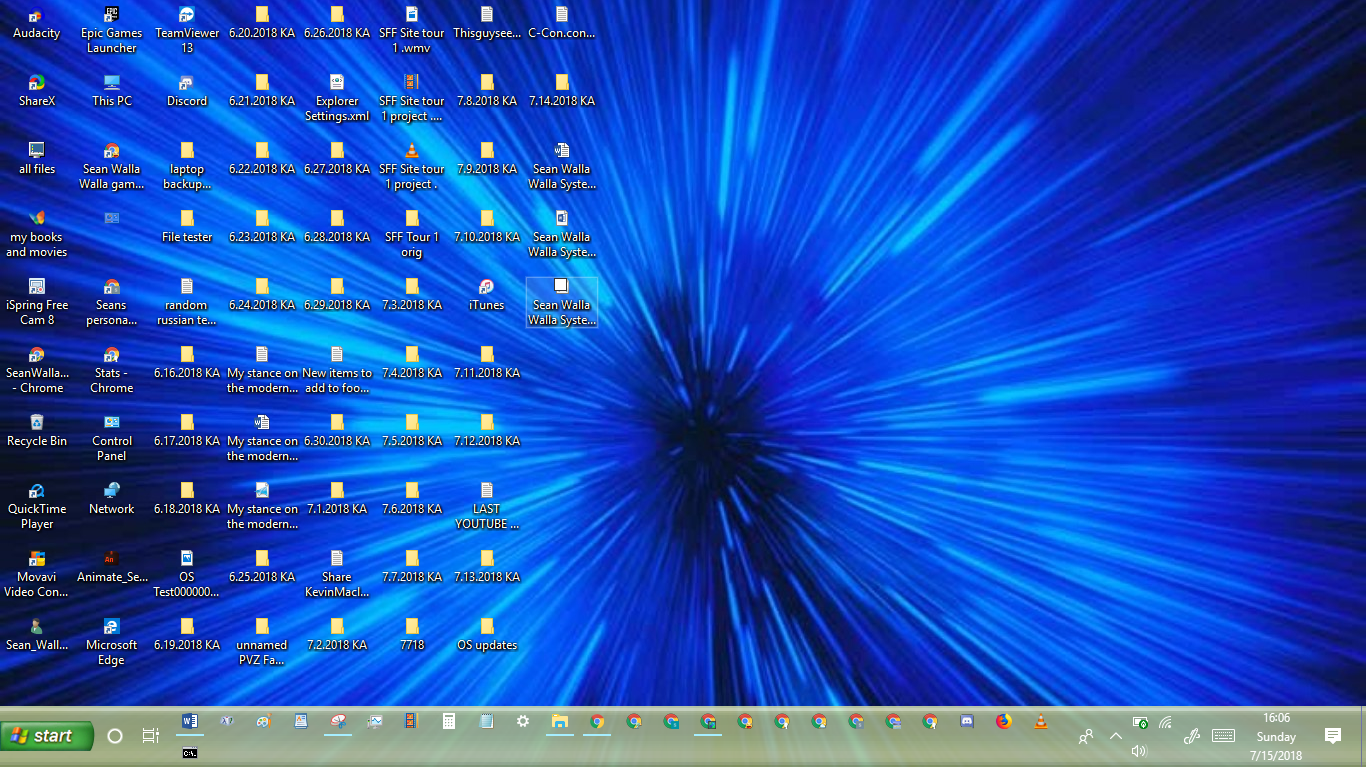 Audacity
Epic Games
Launcher
TeamViewer
13
6.20.2018 KA
6.26.2018 KA
SFF Site tour
1 .wmv
Thisguysee...
C-Con.con...
ShareX
This PC
Discord
6.21.2018 KA
Explorer
Settings.xml
SFF Site tour
1 project ....
7.8.2018 KA
7.14.2018 KA
all files
Sean Walla
Walla gam...
laptop
backup...
6.22.2018 KA
6.27.2018 KA
SFF Site tour
1 project .
7.9.2018 KA
Sean Walla
Walla Syste...
my books
and movies
File tester
6.23.2018 KA
6.28.2018 KA
SFF Tour 1
orig
7.10.2018 KA
Sean Walla
Walla Syste...
iSpring Free
Cam 8
Seans
persona...
random
russian te...
6.24.2018 KA
6.29.2018 KA
7.3.2018 KA
iTunes
Sean Walla
Walla Syste...
SeanWalla...
- Chrome
Stats -
Chrome
6.16.2018 KA
My stance on
the modern...
New items to
add to foo...
7.4.2018 KA
7.11.2018 KA
Recycle Bin
Control
Panel
6.17.2018 KA
My stance on
the modern...
6.30.2018 KA
7.5.2018 KA
7.12.2018 KA
QuickTime
Player
Network
6.18.2018 KA
My stance on
the modern...
7.1.2018 KA
7.6.2018 KA
LAST
YOUTUBE ...
Movavi
Video Con...
Animate_Se...
OS
Test000000...
6.25.2018 KA
Share
KevinMacl...
7.7.2018 KA
7.13.2018 KA
Sean_Wall...
Microsoft
Edge
6.19.2018 KA
unnamed
PVZ Fa...
7.2.2018 KA
7718
OS updates
start
16:06
Sunday
7/15/2018